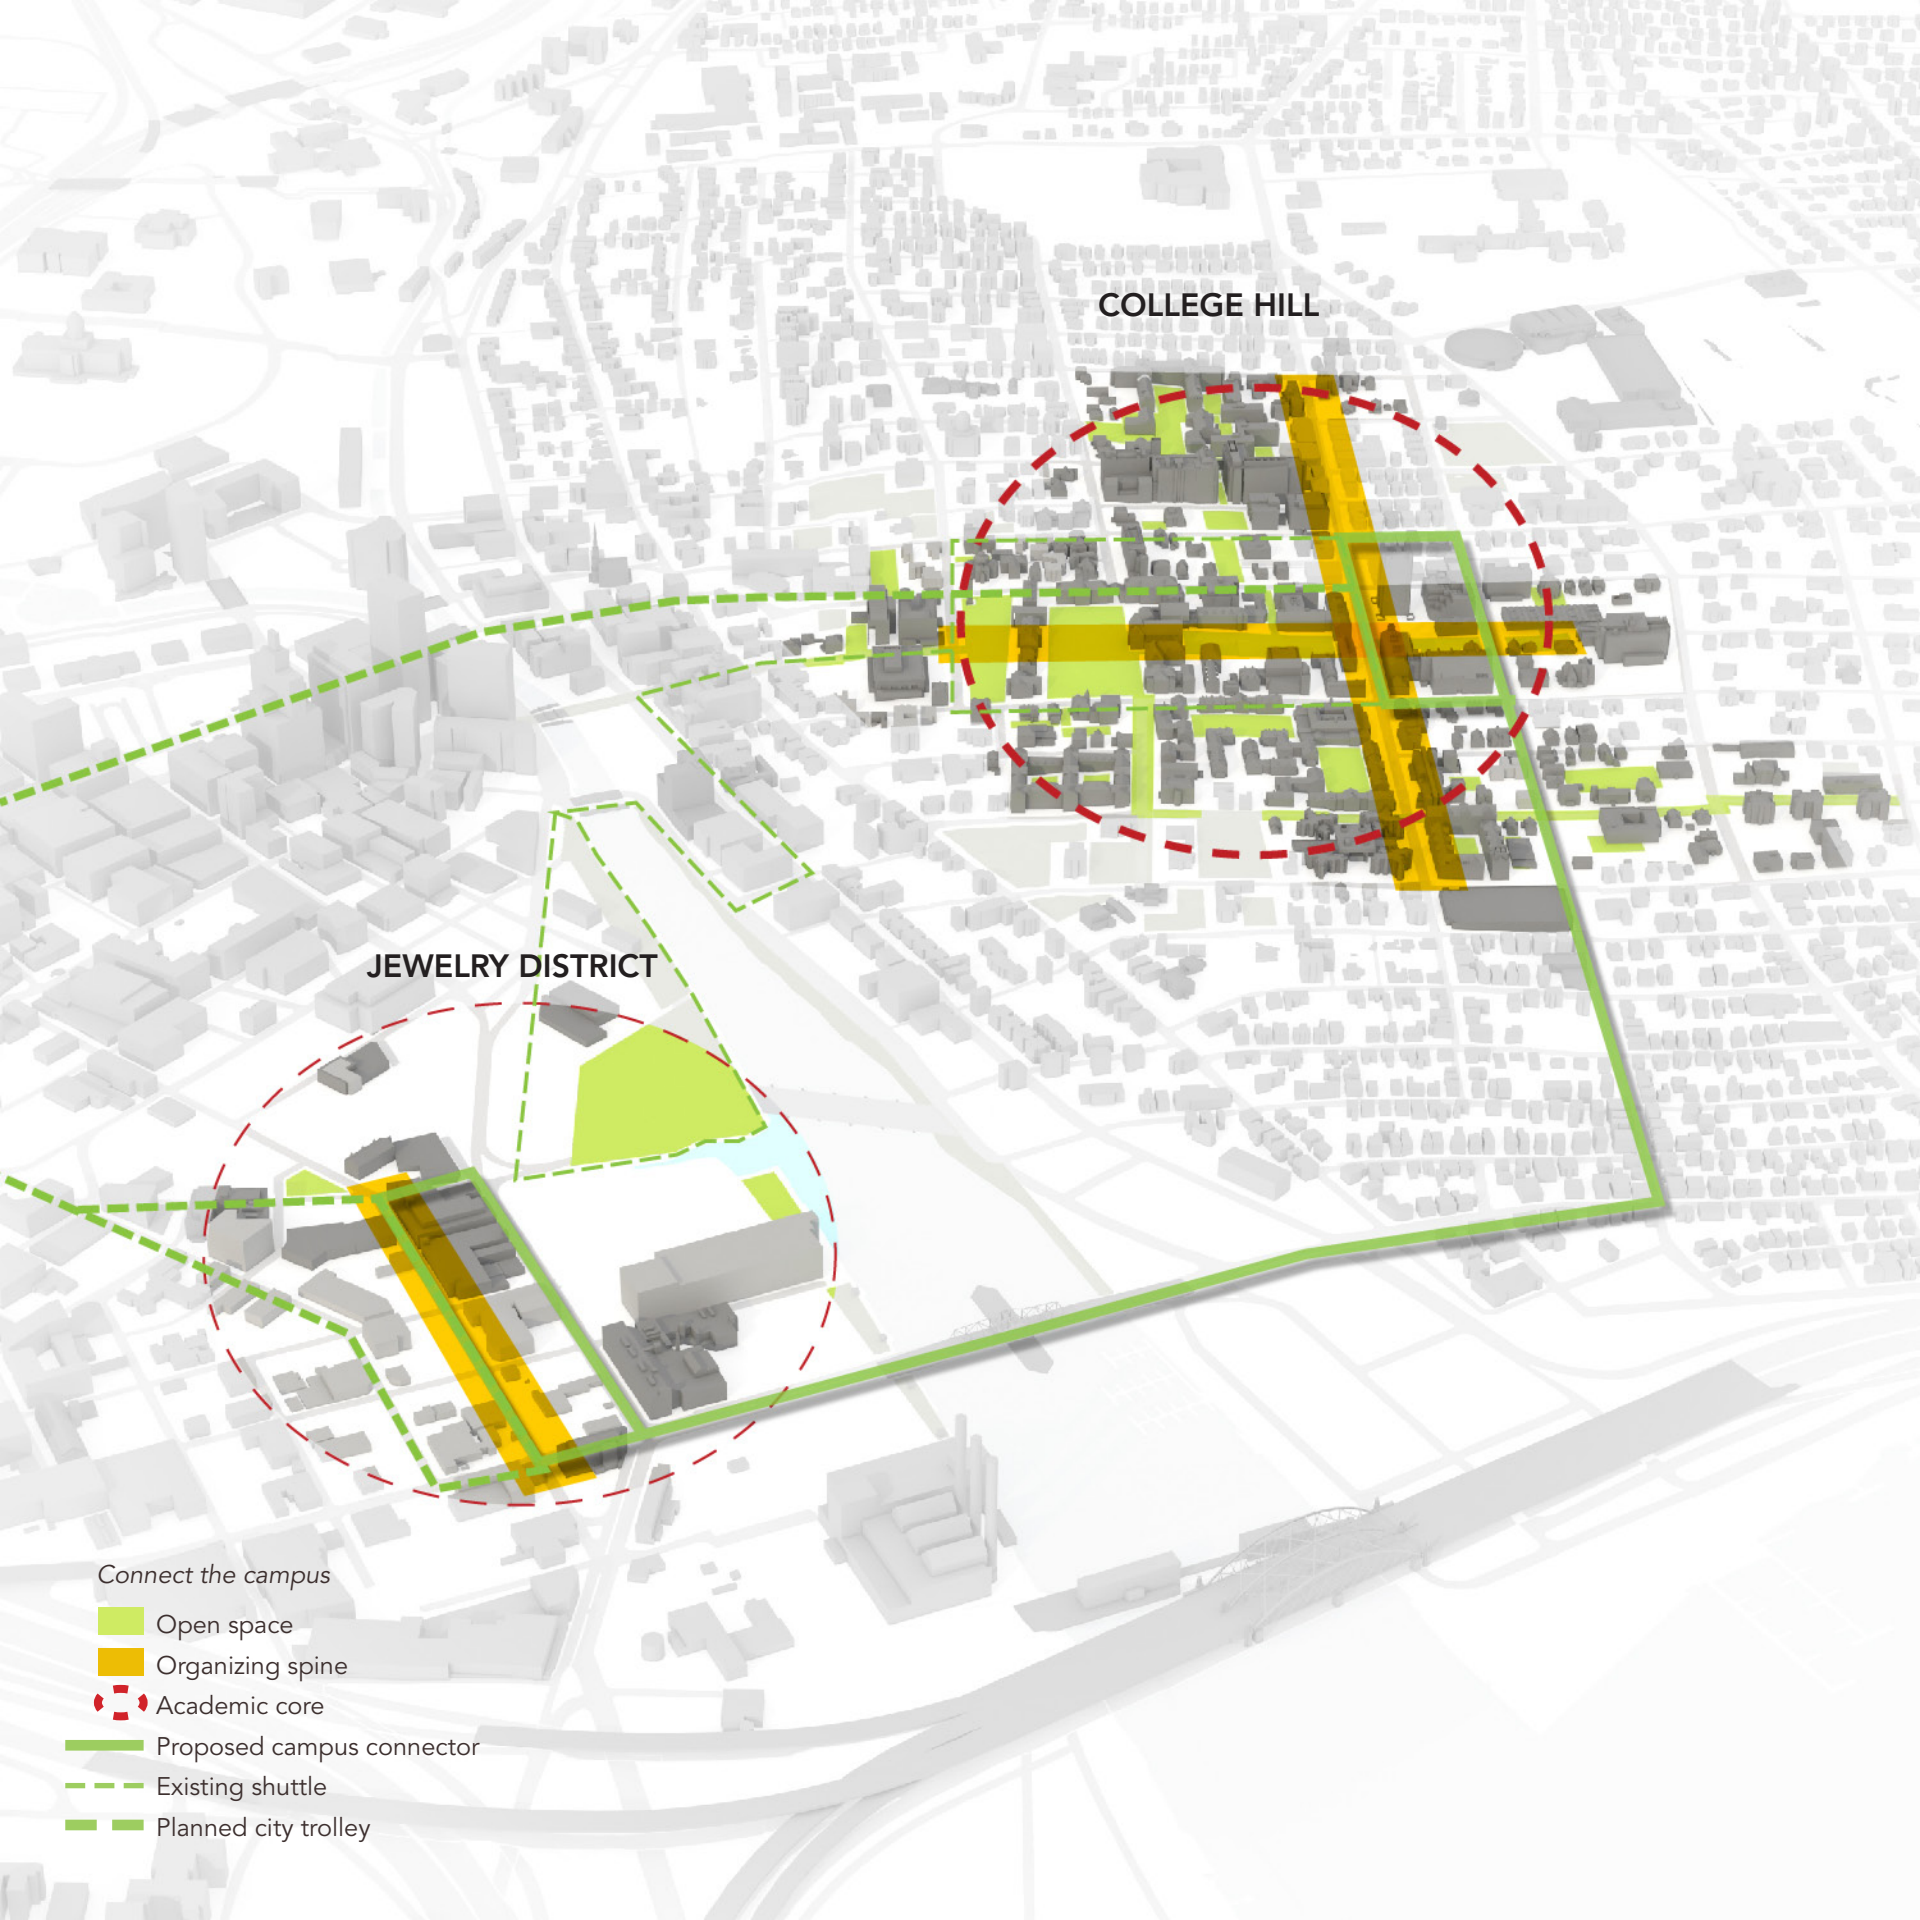 COLLEGE HILL
JEWELRY DISTRICT
Connect the campus
Open space
Organizing spine
Academic core
Proposed campus connector
Existing shuttle
Planned city trolley